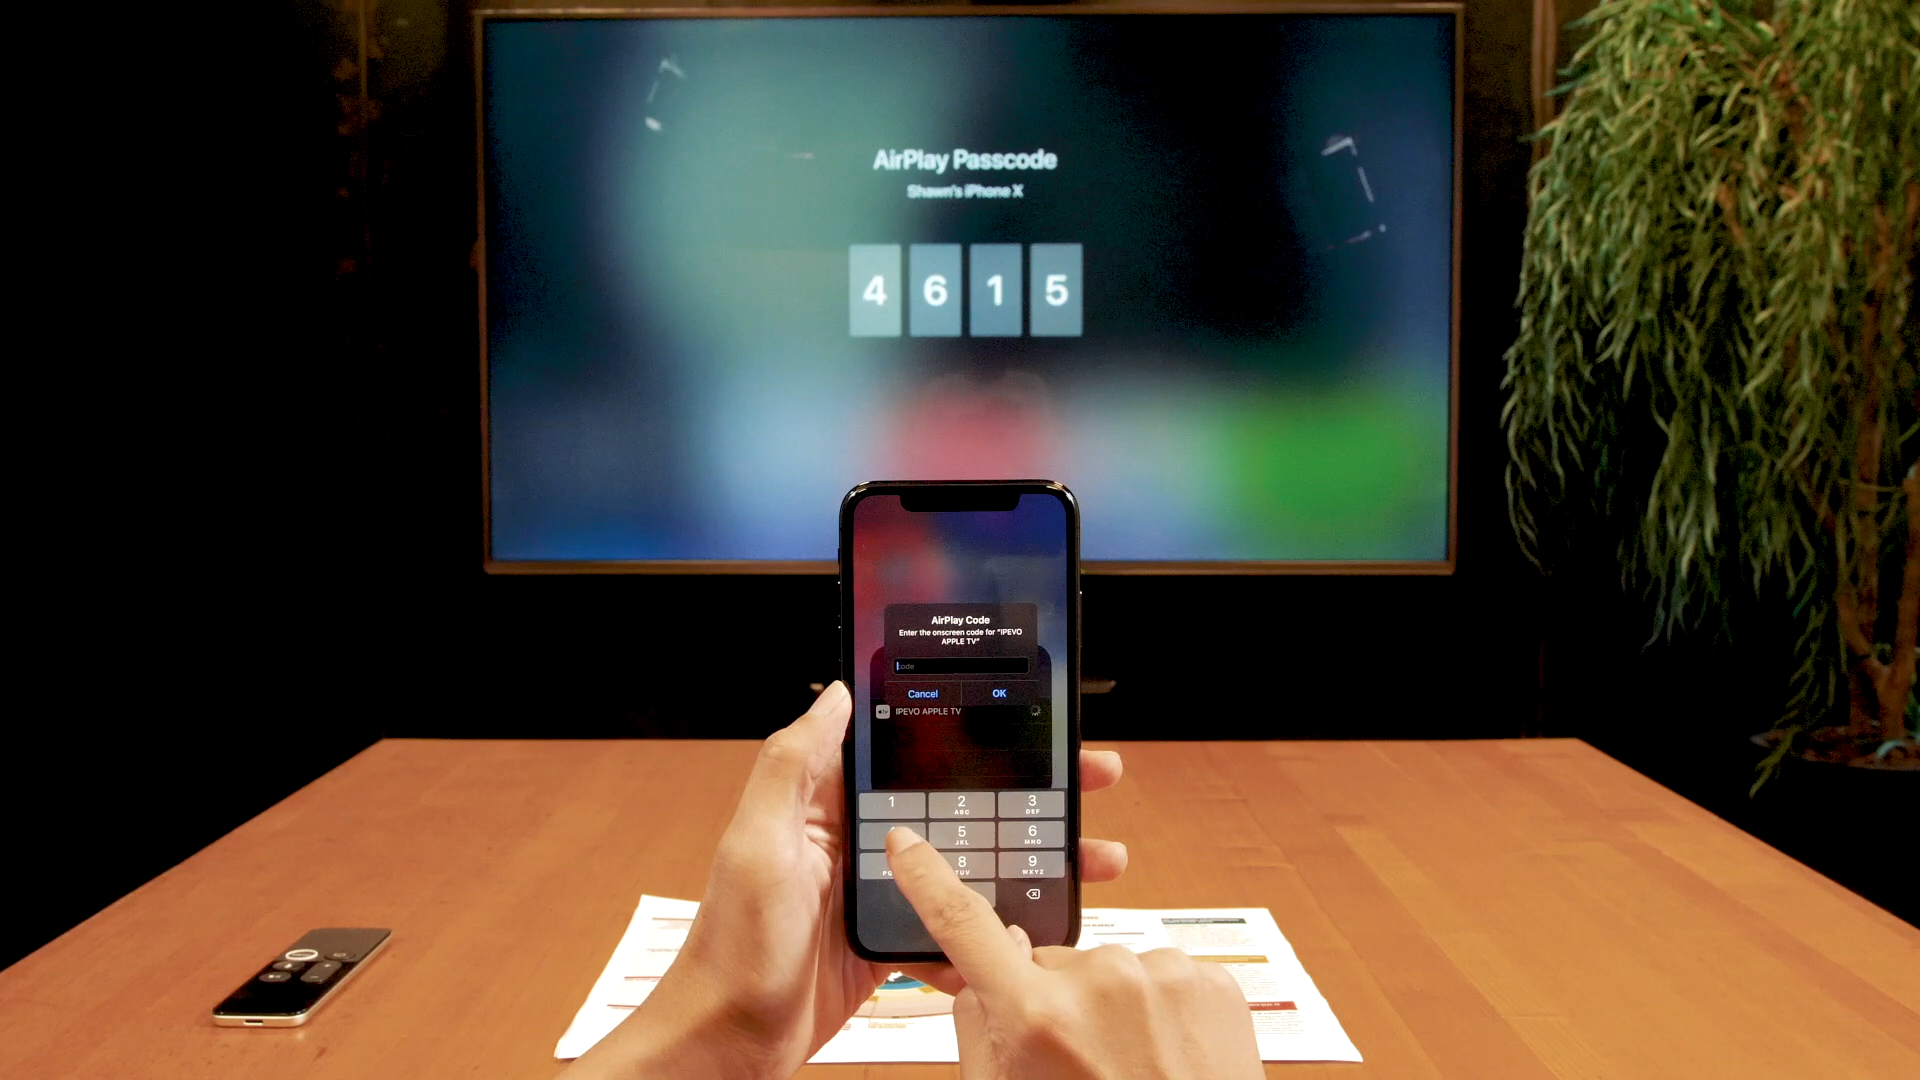 AirPlay Passcode
Shawn's iPhone X
4 6 1 5
AirPlay Code
Enter the onscreen code for "IPEVO
APPLE TV"
code
Cancel OK
tv IPEVO APPLE TV
1 2 3
ABC DEF
5 6
JKL MNO
8 9
TUV WXYZ